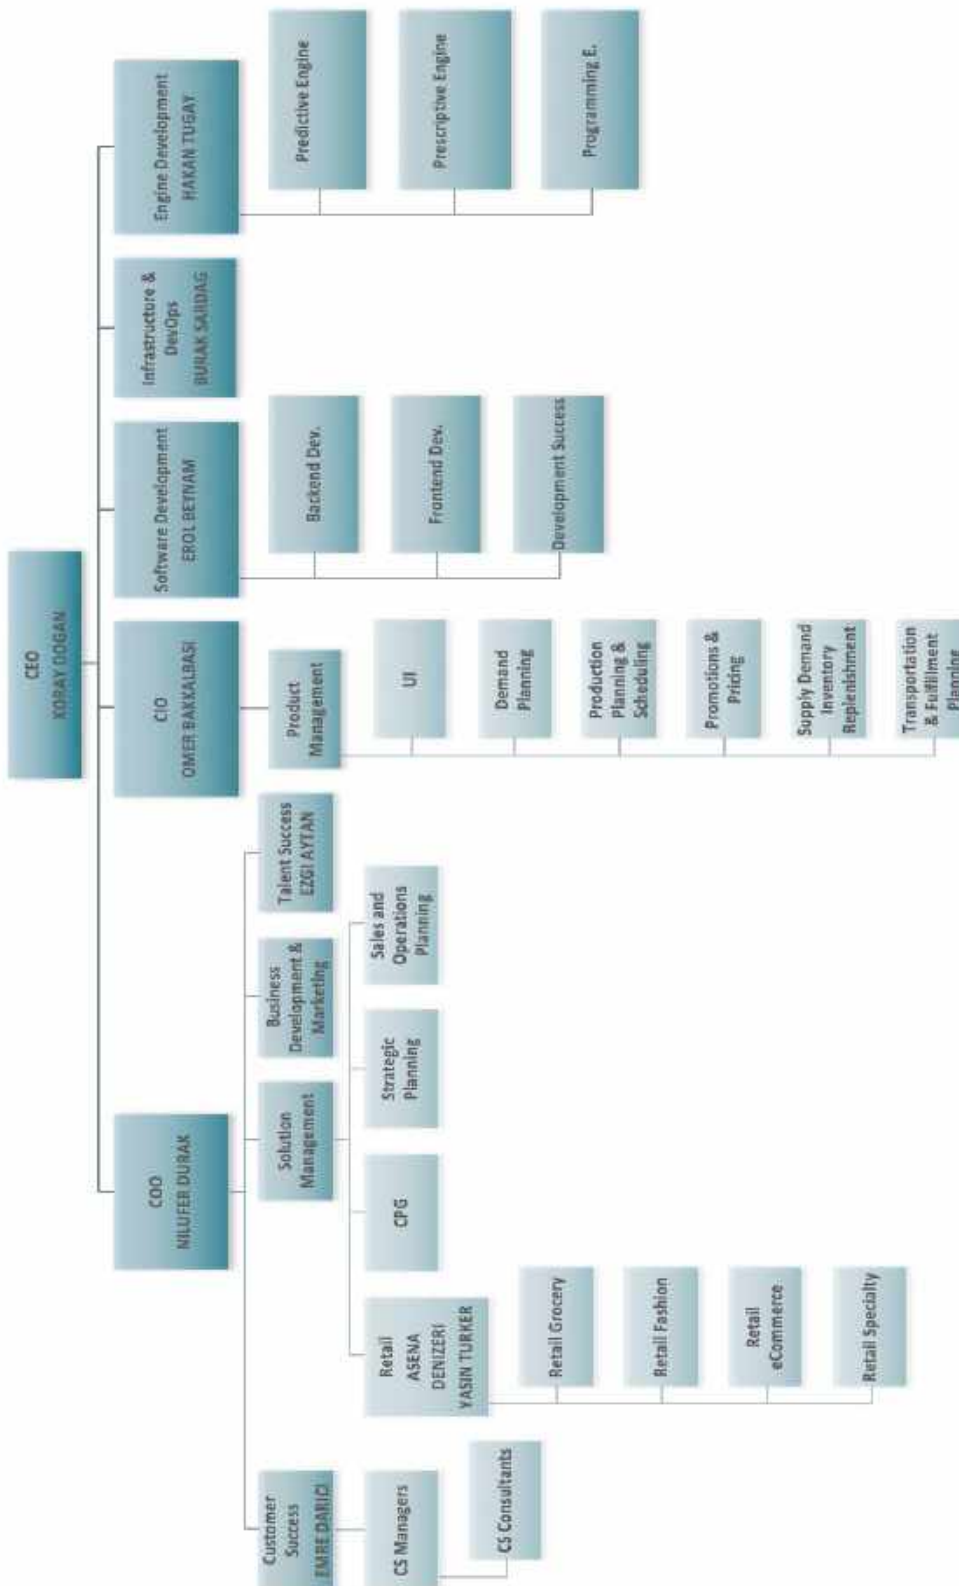 CEO
KORAY DOGAN
COO
NILUFER DURAK
CIO
OMER BAKKALBASI
Software Development
EROL BEYNAM
Infrastructure &
DevOps
BURAK SARDAG
Engine Development
HAKAN TUGAY
Customer
Success
EMRE DARICI
Solution
Management
Business
Development &
Marketing
Talent Success
EZGI AYTAN
Product
Management
Backend Dev.
Frontend Dev.
Development Success
Predictive Engine
Prescriptive Engine
Programming E.
CS Managers
CS Consultants
Retail
ASENA
DENIZERI
YASIN TURKER
CPG
Strategic
Planning
Sales and
Operations
Planning
Retail Grocery
Retail Fashion
Retail
eCommerce
Retail Specialty
UI
Demand
Planning
Production
Planning &
Scheduling
Promotions &
Pricing
Supply Demand
Inventory
Replenishment
Transportation
& Fulfillment
Planning